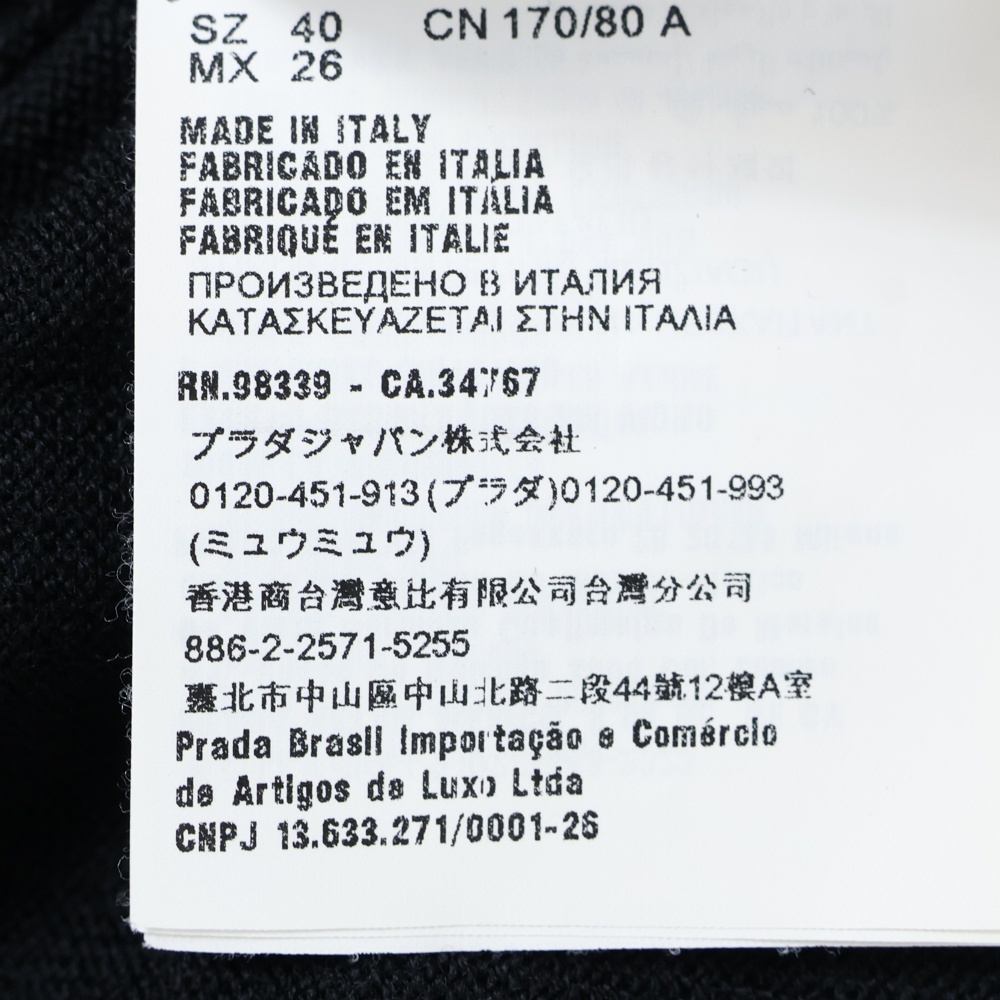 SZ 40 CN 170/80 A
MX 26
MADE IN ITALY
FABRICADO EN ITALIA
FABRICADO EM ITÁLIA
FABRIQUÉ EN ITALIE
ПРОИЗВЕДЕНО В ИТАЛИЯ
ΚΑΤΑΣΚΕΥΑΖΕΤΑΙ ΣΤΗΝ ΙΤΑΛΙΑ
RN.98339 - CA.34767
プラダジャパン株式会社
0120-451-913(プラダ)0120-451-993
(ミュウミュウ)
香港商台灣意比有限公司台灣分公司
886-2-2571-5255
臺北市中山區中山北路二段44號12樓A室
Prada Brasil Importação e Comércio
de Artigos de Luxo Ltda
CNPJ 13.633.271/0001-26